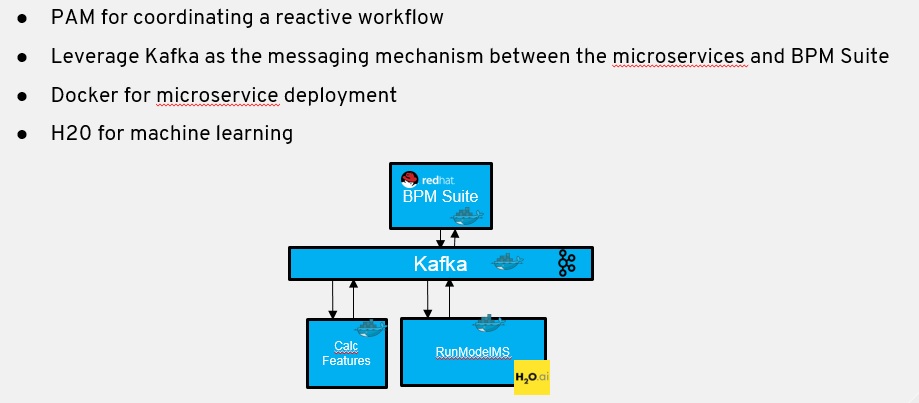 ● PAM for coordinating a reactive workflow
● Leverage Kafka as the messaging mechanism between the microservices and BPM Suite
● Docker for microservice deployment
● H20 for machine learning
redhat.
BPM Suite
Kafka
Calc
Features
RunModelMS
H₂O.ai